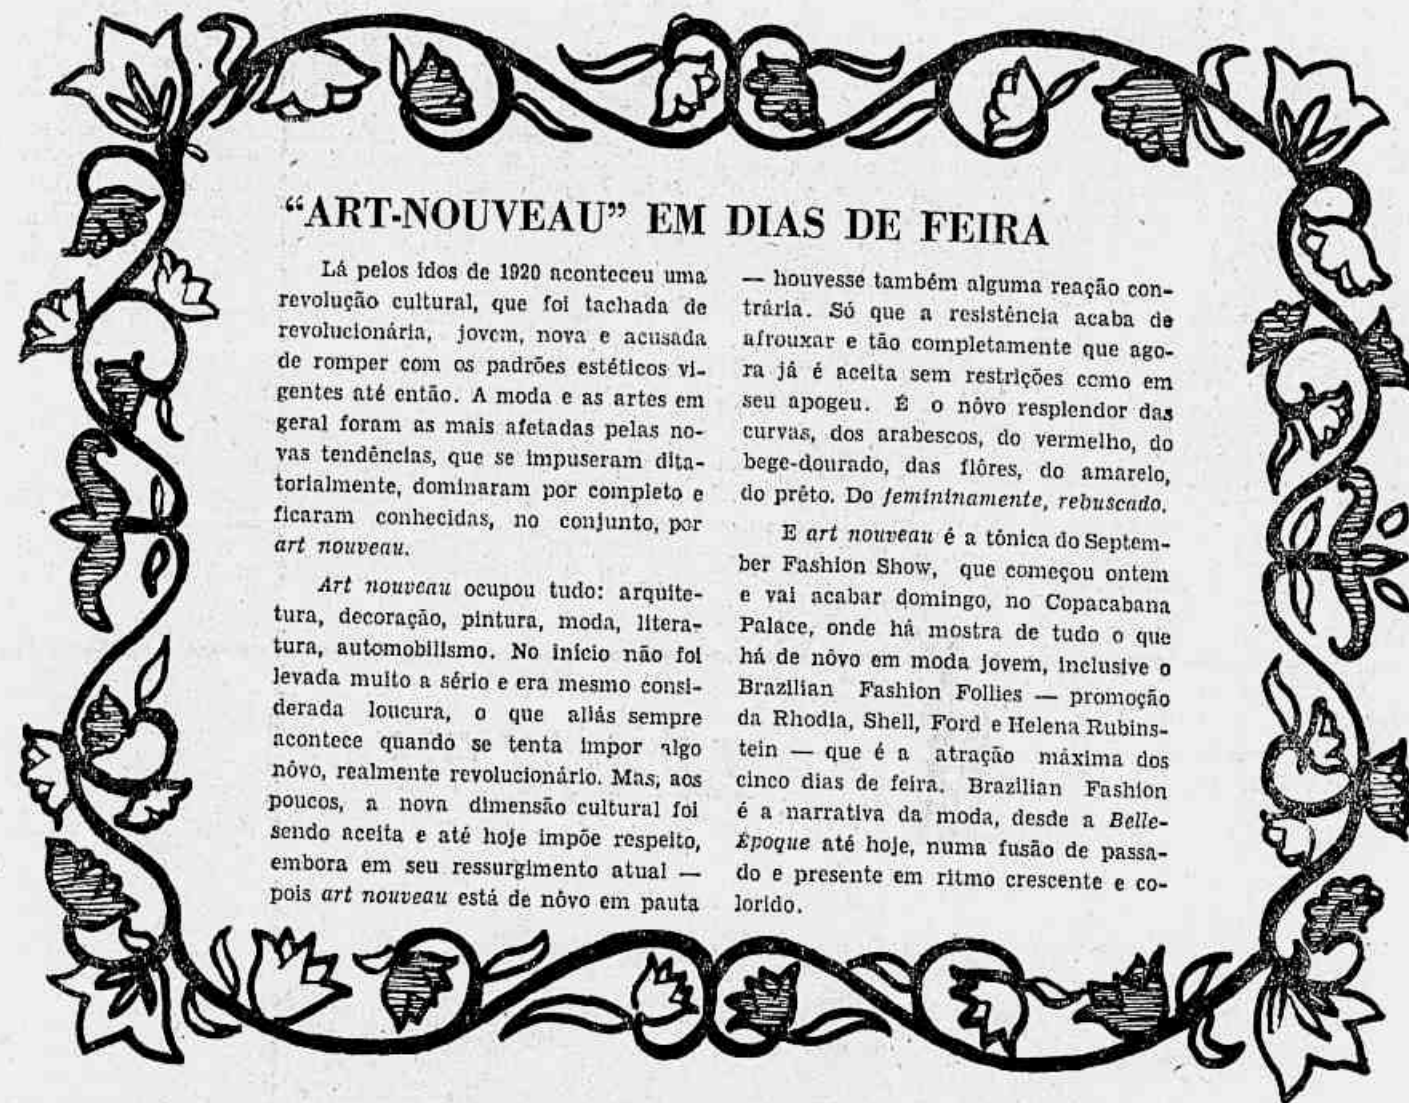 “ART-NOUVEAU” EM DIAS DE FEIRA
Lá pelos idos de 1920 aconteceu uma
revolução cultural, que foi tachada de
revolucionária, jovem, nova e acusada
de romper com os padrões estéticos vi-
gentes até então. A moda e as artes em
geral foram as mais afetadas pelas no-
vas tendências, que se impuseram dita-
torialmente, dominaram por completo e
ficaram conhecidas, no conjunto, por
art nouveau.
Art nouveau ocupou tudo: arquite-
tura, decoração, pintura, moda, litera-
tura, automobilismo. No início não foi
levada muito a sério e era mesmo consi-
derada loucura, o que aliás sempre
acontece quando se tenta impor algo
nôvo, realmente revolucionário. Mas, aos
poucos, a nova dimensão cultural foi
sendo aceita e até hoje impõe respeito,
embora em seu ressurgimento atual —
pois art nouveau está de nôvo em pauta
— houvesse também alguma reação con-
trária. Só que a resistência acaba de
afrouxar e tão completamente que ago-
ra já é aceita sem restrições como em
seu apogeu. É o nôvo resplendor das
curvas, dos arabescos, do vermelho, do
bege-dourado, das flôres, do amarelo,
do prêto. Do femininamente, rebuscado.
E art nouveau é a tônica do Septem-
ber Fashion Show, que começou ontem
e vai acabar domingo, no Copacabana
Palace, onde há mostra de tudo o que
há de nôvo em moda jovem, inclusive o
Brazilian Fashion Follies — promoção
da Rhodia, Shell, Ford e Helena Rubins-
tein — que é a atração máxima dos
cinco dias de feira. Brazilian Fashion
é a narrativa da moda, desde a Belle-
Époque até hoje, numa fusão de passa-
do e presente em ritmo crescente e co-
lorido.